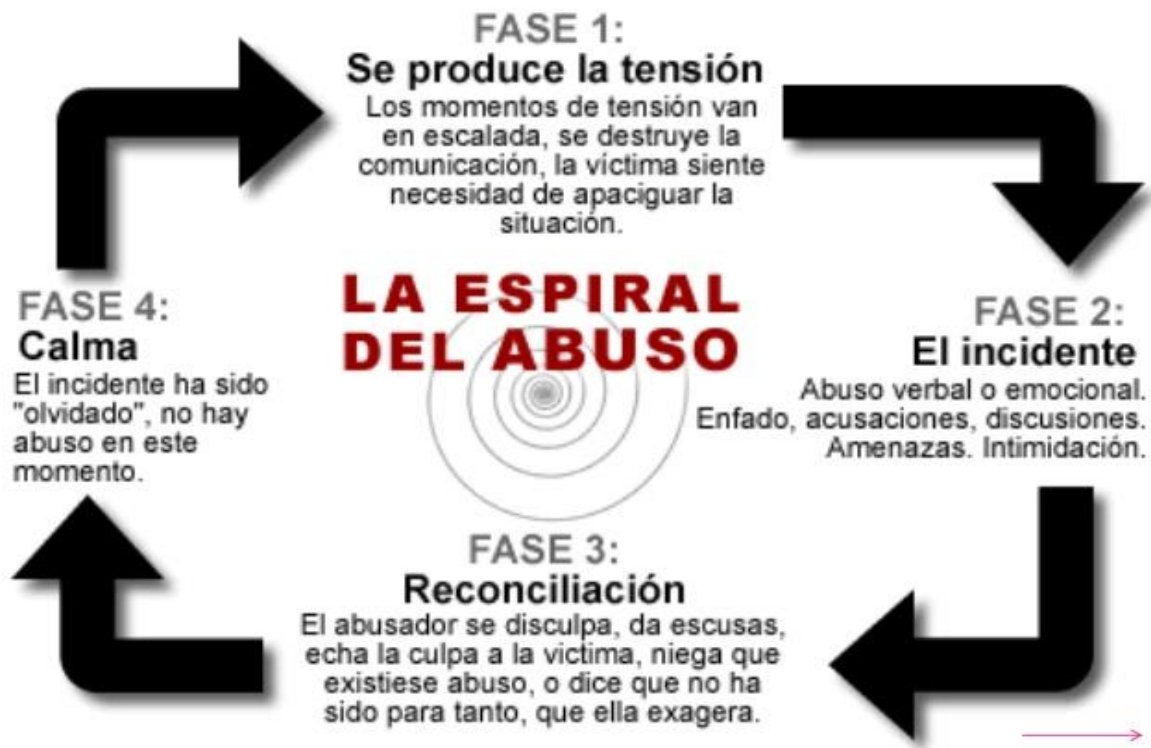 FASE 1:
Se produce la tensión
Los momentos de tensión van
en escalada, se destruye la
comunicación, la víctima siente
necesidad de apaciguar la
situación.
LA ESPIRAL
DEL ABUSO
FASE 2:
El incidente
Abuso verbal o emocional.
Enfado, acusaciones, discusiones.
Amenazas. Intimidación.
FASE 3:
Reconciliación
El abusador se disculpa, da escusas,
echa la culpa a la victima, niega que
existiese abuso, o dice que no ha
sido para tanto, que ella exagera.
FASE 4:
Calma
El incidente ha sido
"olvidado", no hay
abuso en este
momento.